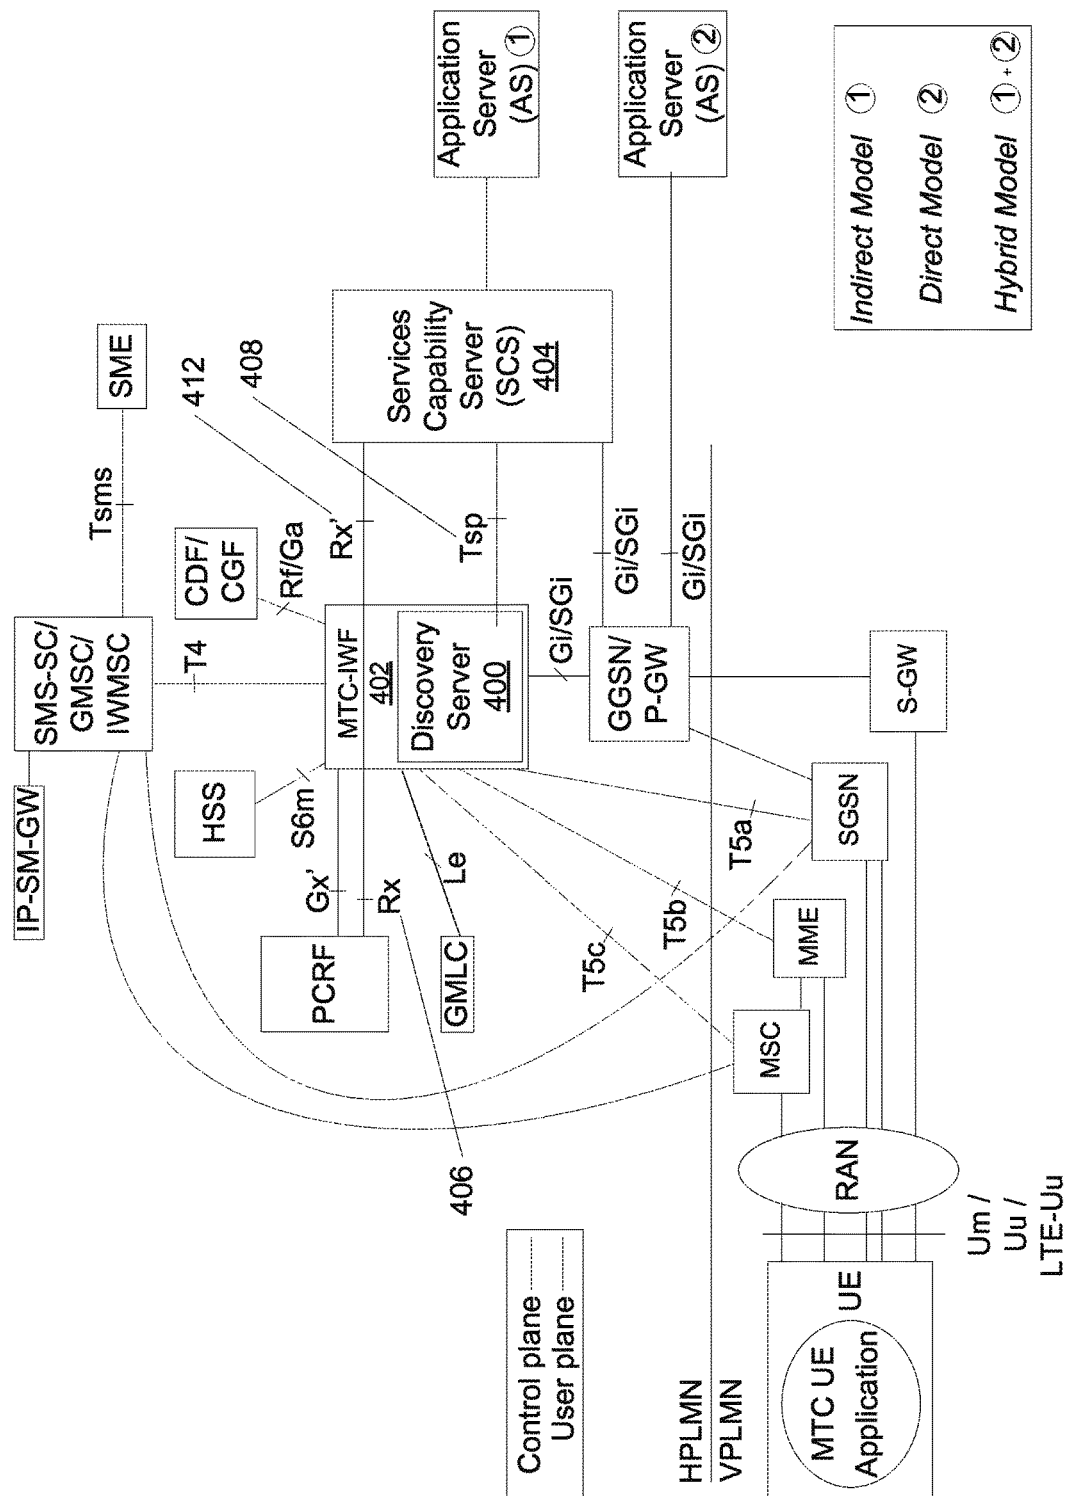 IP-SM-GW
SMS-SC/
GMSC/
IWMSC
Tsms
SME
HSS
T4
CDF/
CGF
S6m
Rf/Ga
412
408
PCRF
Gx'
Rx
406
GMLC
Le
MTC-IWF
402
Discovery
Server
400
Rx'
Tsp
Services
Capability
Server
(SCS)
404
Application
Server
(AS) 1
Application
Server
(AS) 2
Gi/SGi
Gi/SGi
Gi/SGi
GGSN/
P-GW
T5c
T5b
T5a
Control plane
User plane
HPLMN
VPLMN
MSC
MME
SGSN
S-GW
MTC UE
Application
UE
RAN
Um /
Uu /
LTE-Uu
Indirect Model 1
Direct Model 2
Hybrid Model 1 + 2